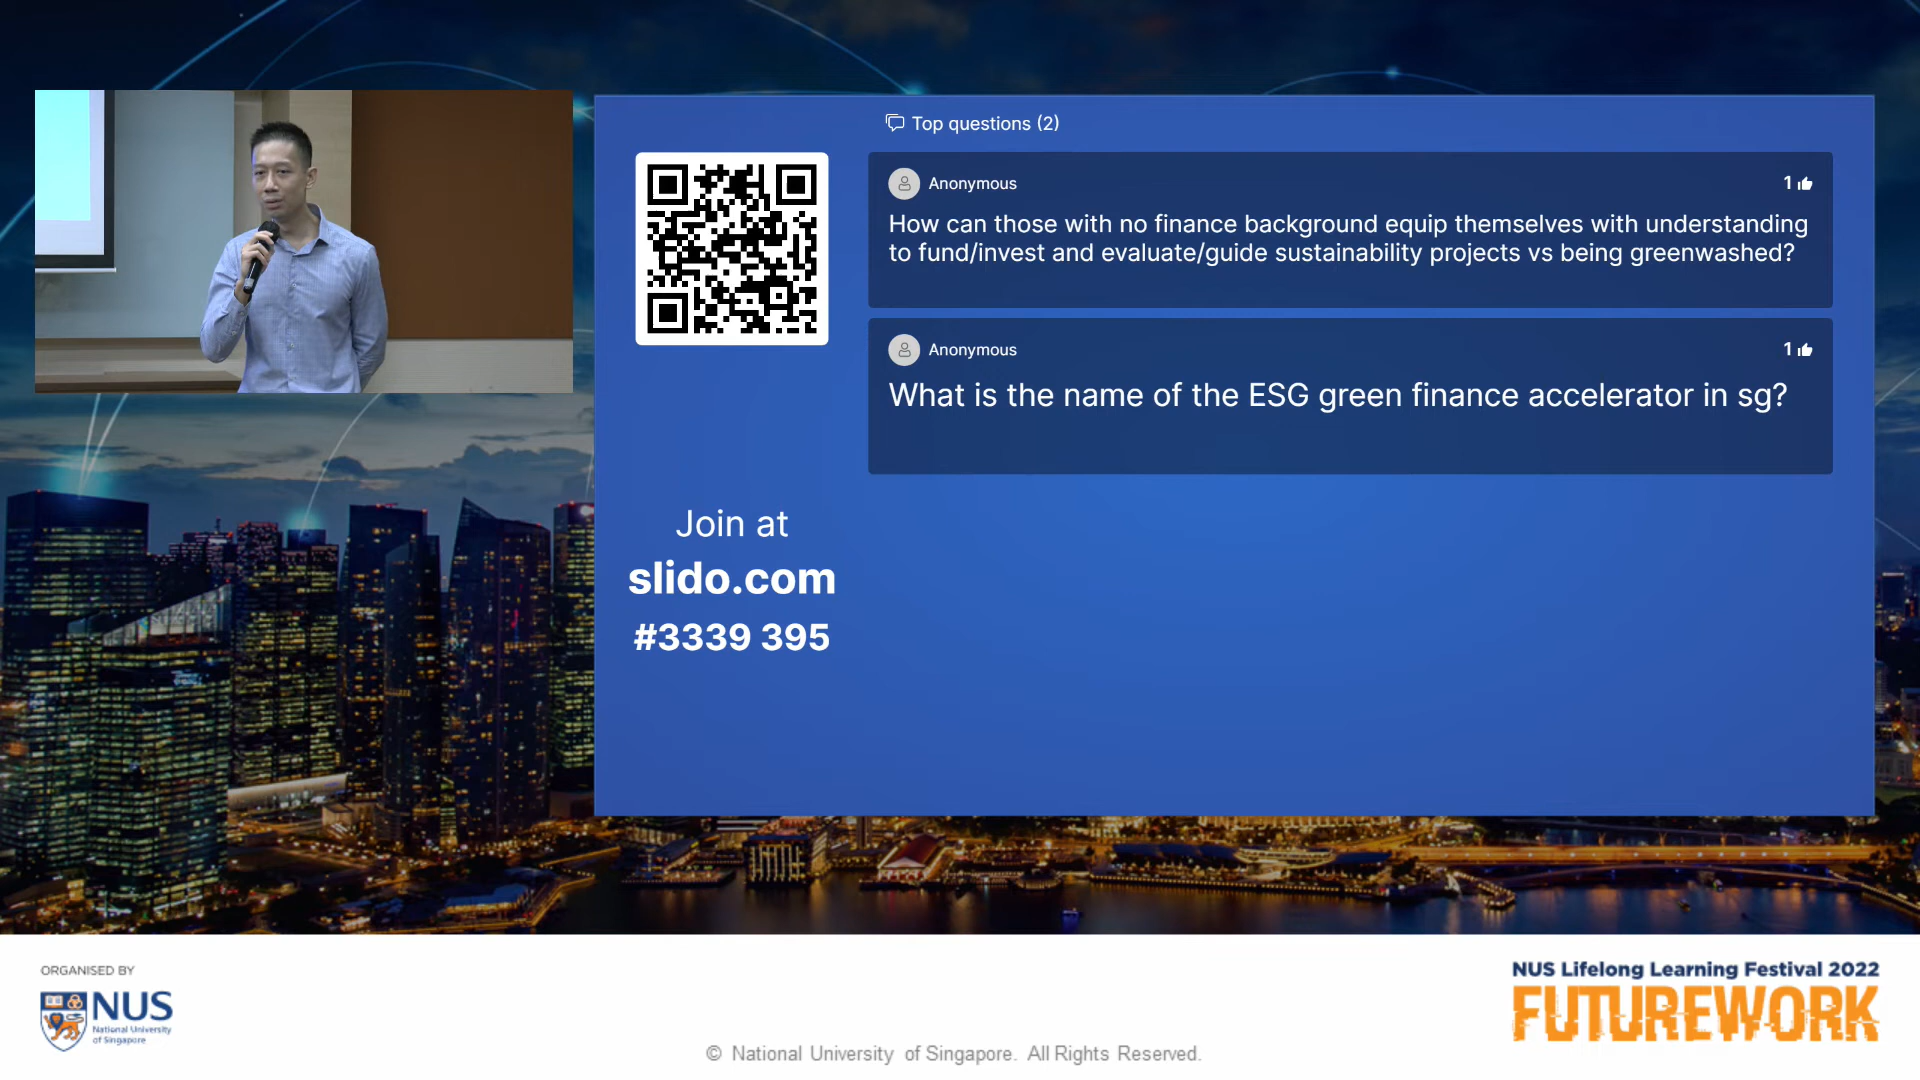 Top questions (2)
Anonymous
1
How can those with no finance background equip themselves with understanding
to fund/invest and evaluate/guide sustainability projects vs being greenwashed?
Anonymous
1
What is the name of the ESG green finance accelerator in sg?
Join at
slido.com
#3339 395
ORGANISED BY
NUS
National University
of Singapore
NUS Lifelong Learning Festival 2022
FUTUREWORK
© National University of Singapore. All Rights Reserved.